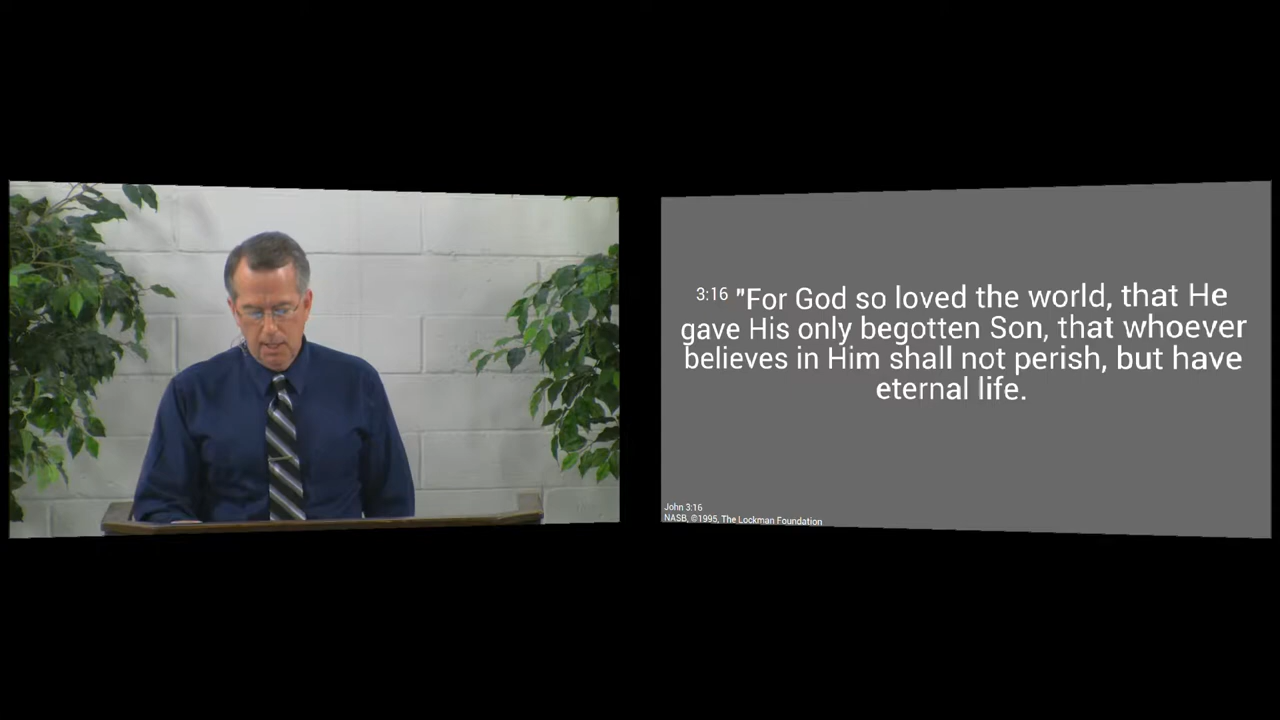 3:16 "For God so loved the world, that He
gave His only begotten Son, that whoever
believes in Him shall not perish, but have
eternal life.
John 3:16
NASB, ©1995, The Lockman Foundation